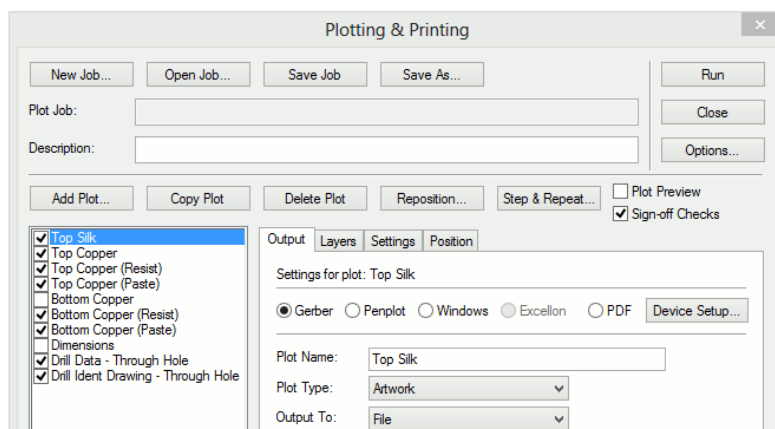 Plotting & Printing
New Job... Open Job... Save Job Save As... Run
Plot Job: Close
Description: Options...
Add Plot... Copy Plot Delete Plot Reposition... Step & Repeat... Plot Preview
Sign-off Checks
Top Silk
Top Copper
Top Copper (Resist)
Top Copper (Paste)
Bottom Copper
Bottom Copper (Resist)
Bottom Copper (Paste)
Dimensions
Drill Data - Through Hole
Drill Ident Drawing - Through Hole
Output Layers Settings Position
Settings for plot: Top Silk
Gerber Penplot Windows Excellon PDF Device Setup...
Plot Name: Top Silk
Plot Type: Artwork
Output To: File